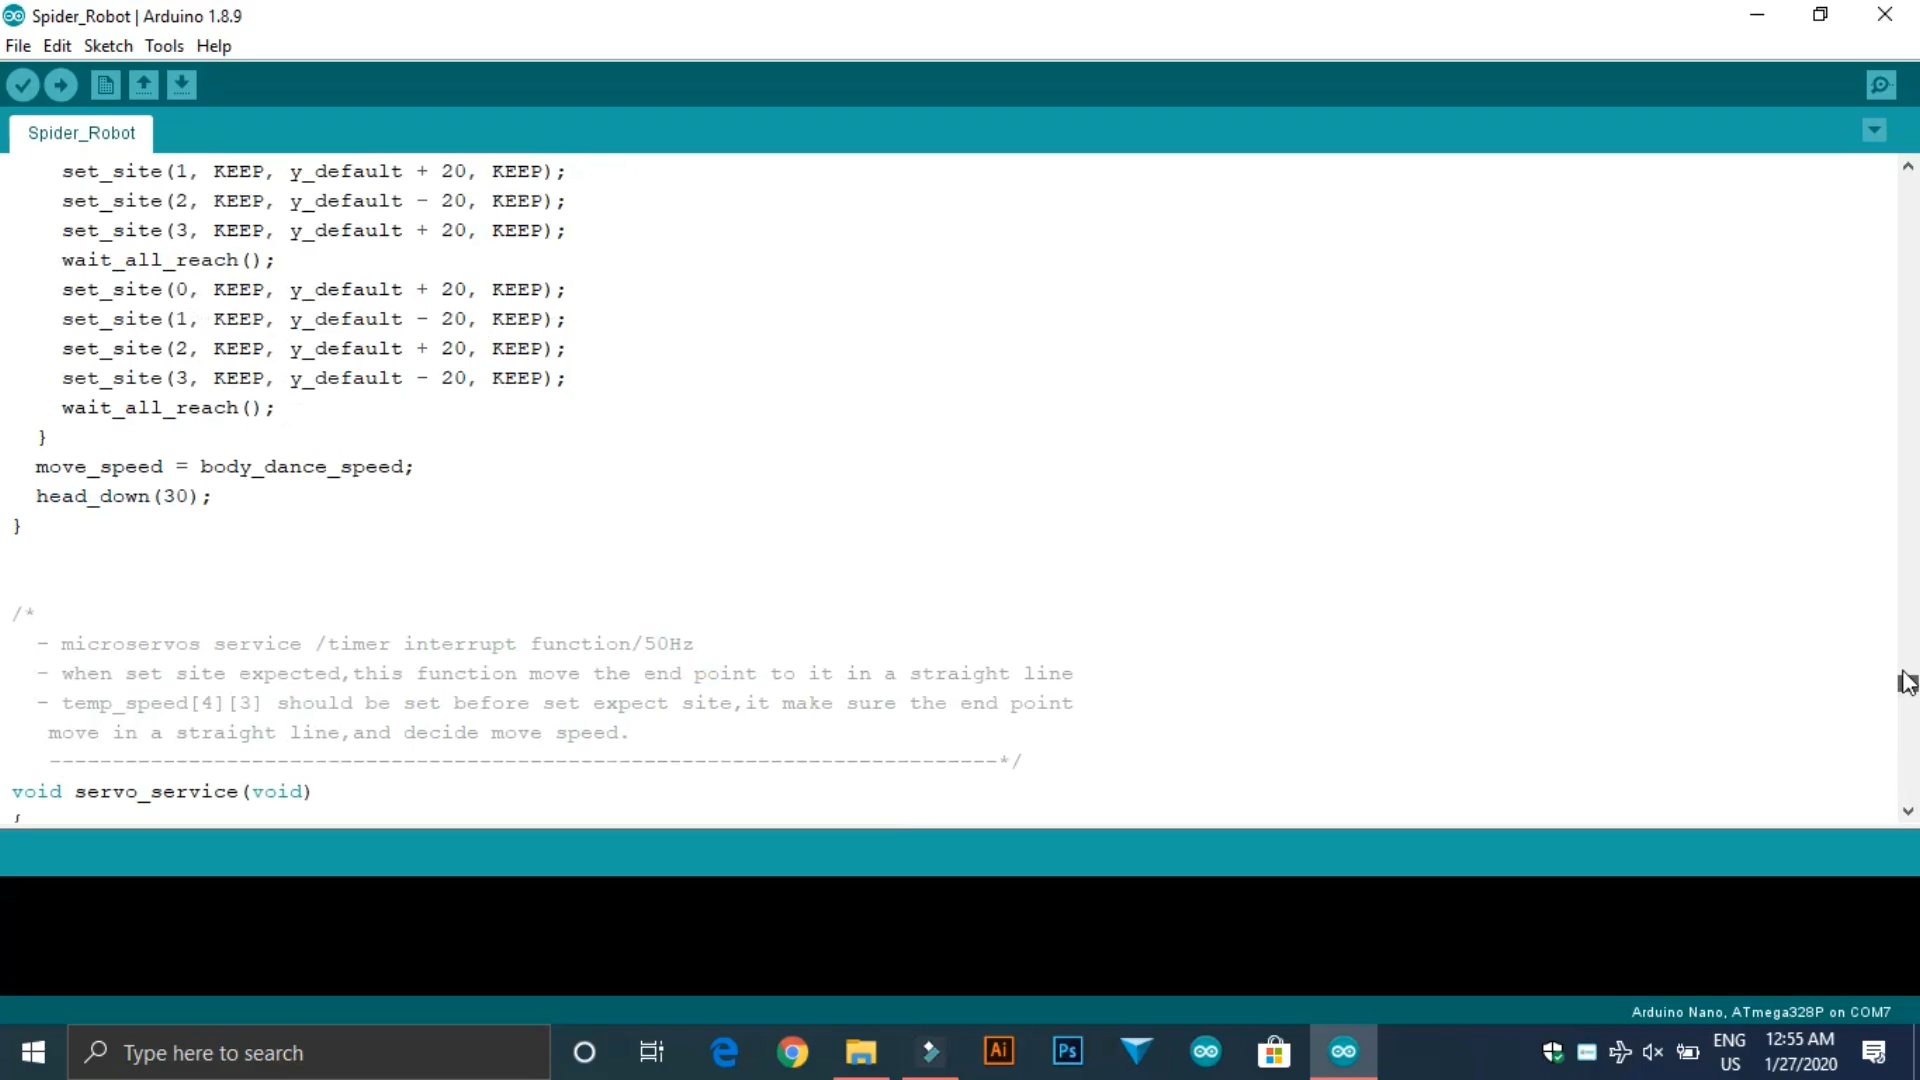 Spider_Robot | Arduino 1.8.9
File Edit Sketch Tools Help
Spider_Robot
set_site(1, KEEP, y_default + 20, KEEP);
set_site(2, KEEP, y_default - 20, KEEP);
set_site(3, KEEP, y_default + 20, KEEP);
wait_all_reach();
set_site(0, KEEP, y_default + 20, KEEP);
set_site(1, KEEP, y_default - 20, KEEP);
set_site(2, KEEP, y_default + 20, KEEP);
set_site(3, KEEP, y_default - 20, KEEP);
wait_all_reach();
}
move_speed = body_dance_speed;
head_down(30);
}
/*
- microservos service /timer interrupt function/50Hz
- when set site expected,this function move the end point to it in a straight line
- temp_speed[4][3] should be set before set expect site,it make sure the end point
move in a straight line,and decide move speed.
---------------------------------------------------------------------------*/
void servo_service(void)
{
Arduino Nano, ATmega328P on COM7
Type here to search
Ai
Ps
ENG
US
12:55 AM
1/27/2020